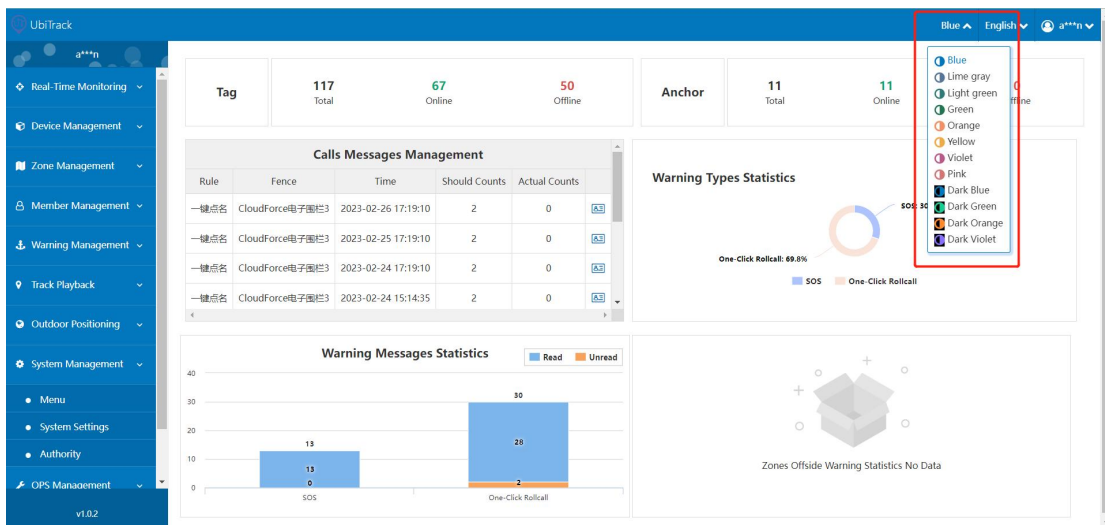 UbiTrack
Blue English a***n
a***n
Real-Time Monitoring
Device Management
Zone Management
Member Management
Warning Management
Track Playback
Outdoor Positioning
System Management
Menu
System Settings
Authority
OPS Management
v1.0.2
Tag
117
Total
67
Online
50
Offline
Anchor
11
Total
11
Online
0
ffline
Blue
Lime gray
Light green
Green
Orange
Yellow
Violet
Pink
Dark Blue
Dark Green
Dark Orange
Dark Violet
Calls Messages Management
Rule Fence Time Should Counts Actual Counts
一键点名 CloudForce电子围栏3 2023-02-26 17:19:10 2 0
一键点名 CloudForce电子围栏3 2023-02-25 17:19:10 2 0
一键点名 CloudForce电子围栏3 2023-02-24 17:19:10 2 0
一键点名 CloudForce电子围栏3 2023-02-24 15:14:35 2 0
Warning Types Statistics
SOS: 30
One-Click Rollcall: 69.8%
SOS One-Click Rollcall
Warning Messages Statistics
Read Unread
40
30
20
10
0
13
13
0
SOS
30
28
2
One-Click Rollcall
Zones Offside Warning Statistics No Data